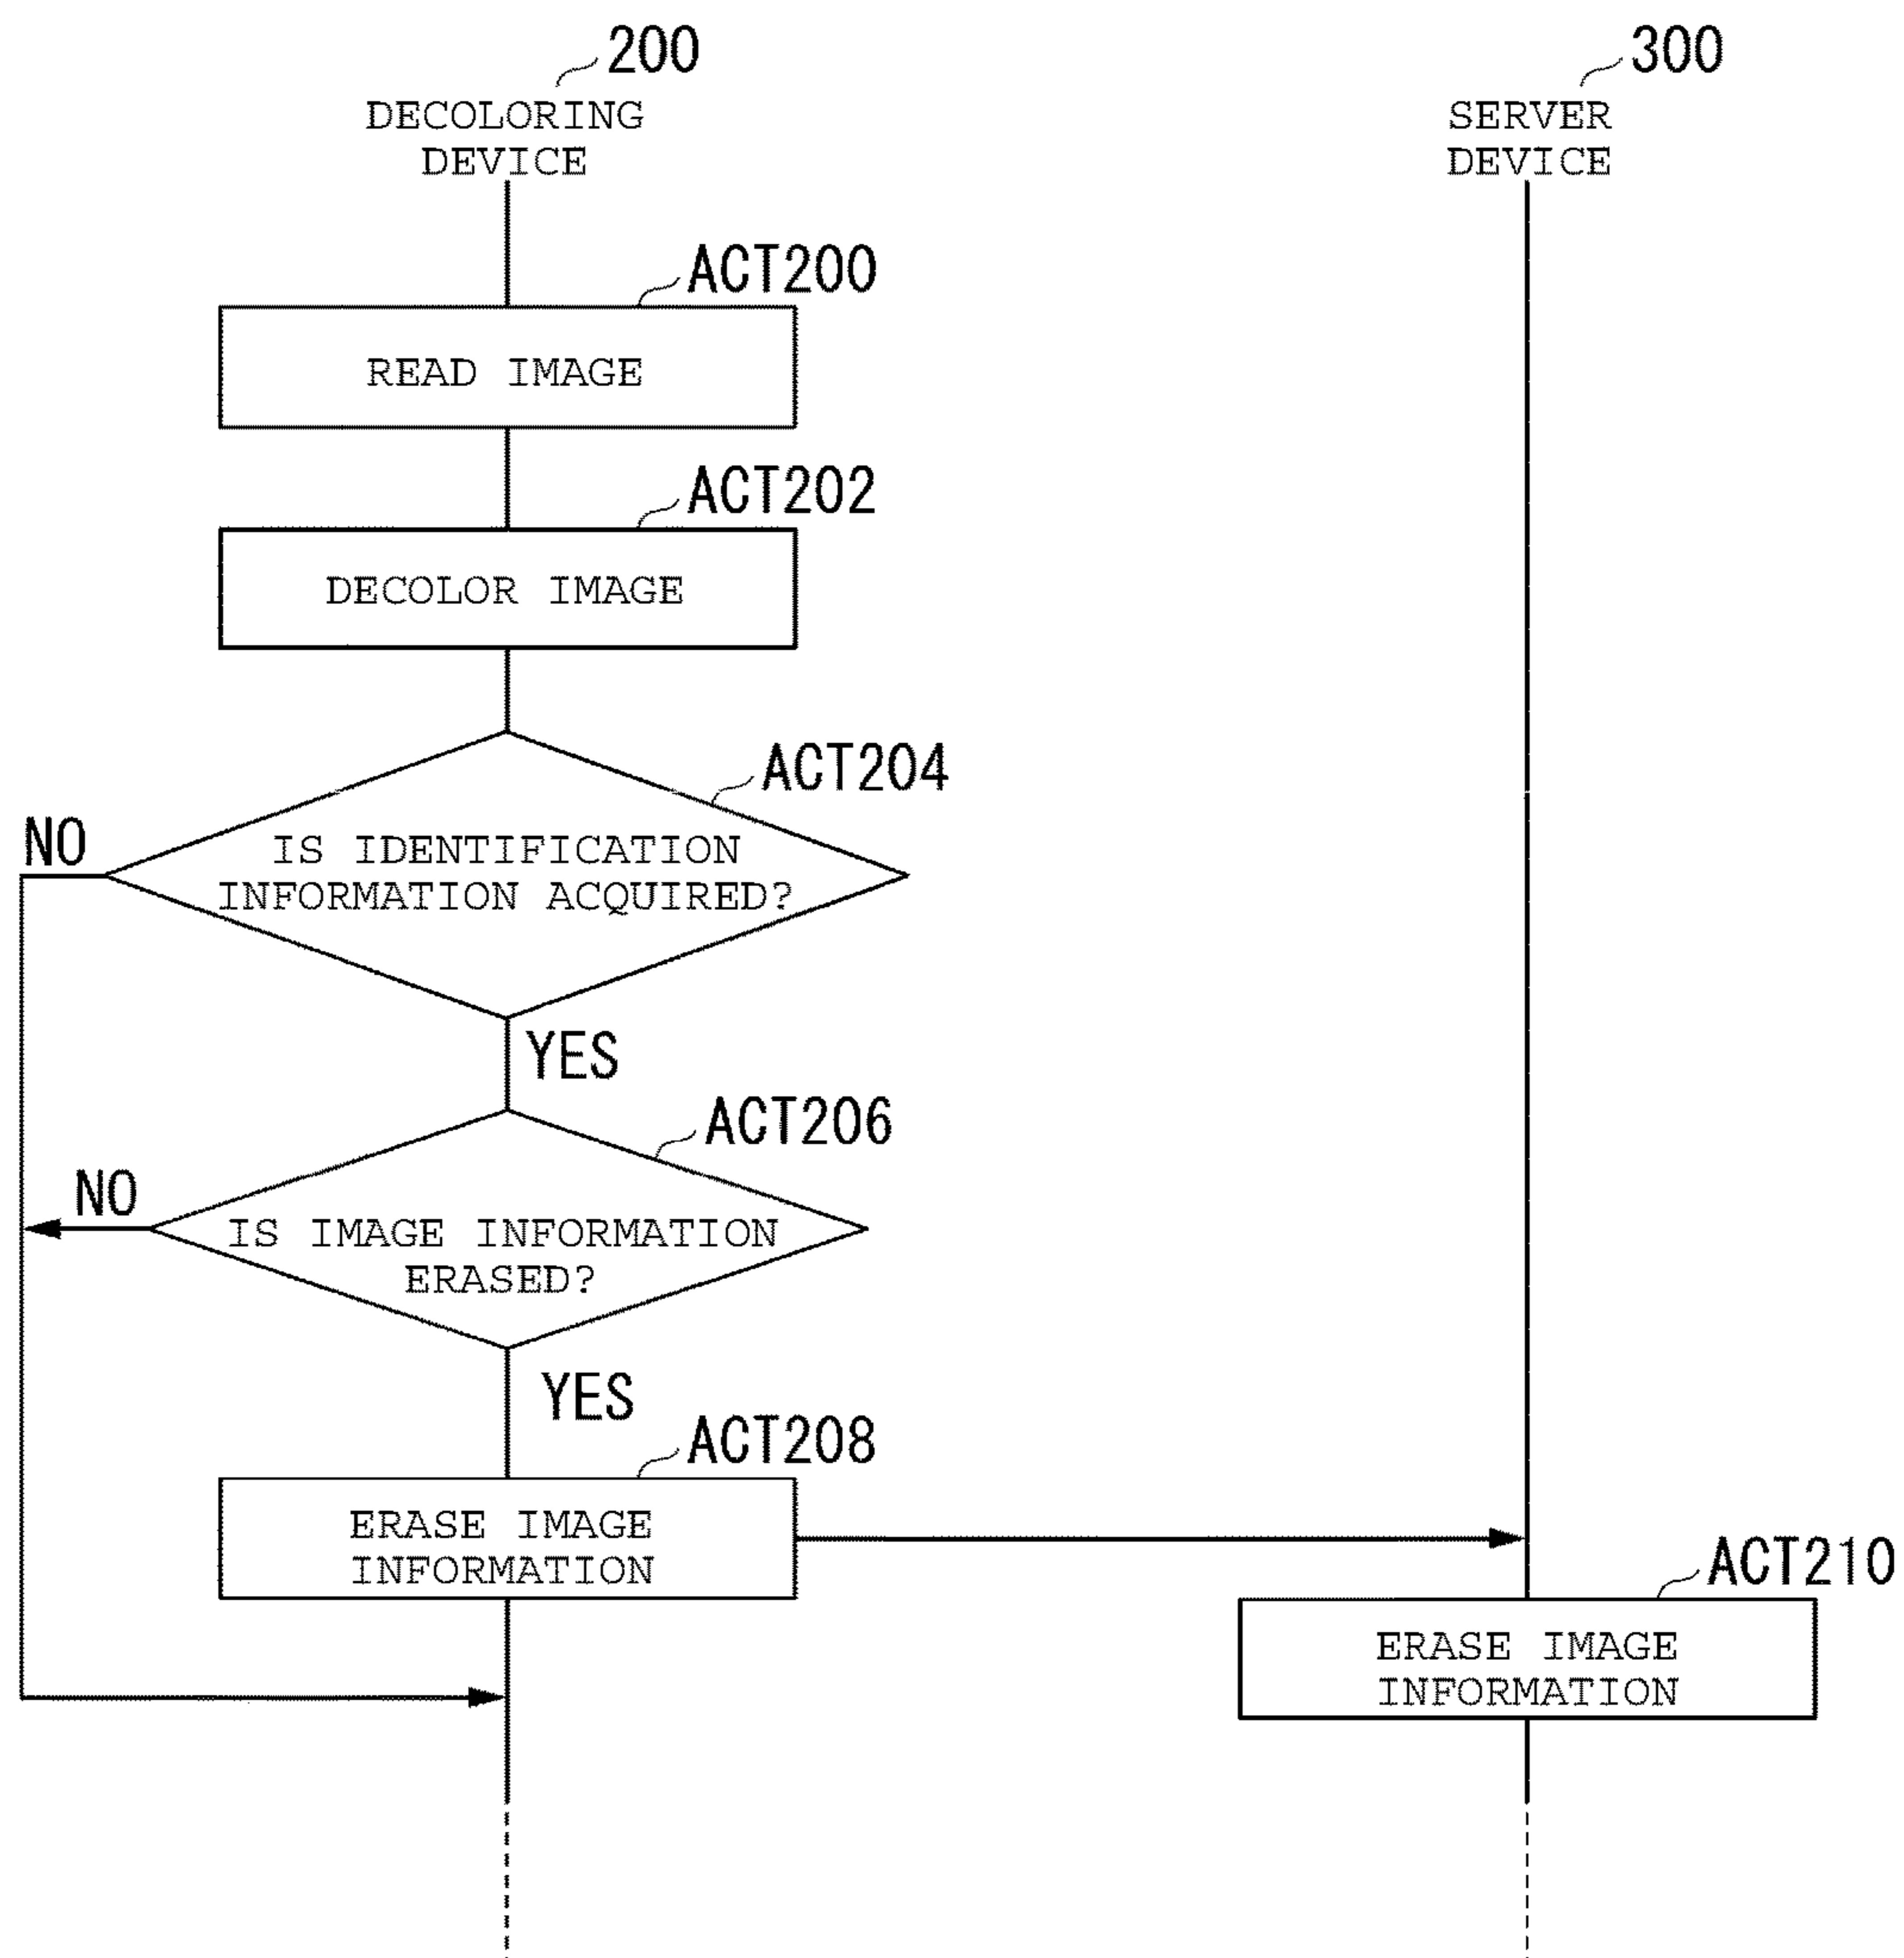 200
DECOLORING
DEVICE
300
SERVER
DEVICE
ACT200
READ IMAGE
ACT202
DECOLOR IMAGE
ACT204
NO
IS IDENTIFICATION
INFORMATION ACQUIRED?
YES
ACT206
NO
IS IMAGE INFORMATION
ERASED?
YES
ACT208
ERASE IMAGE
INFORMATION
ACT210
ERASE IMAGE
INFORMATION